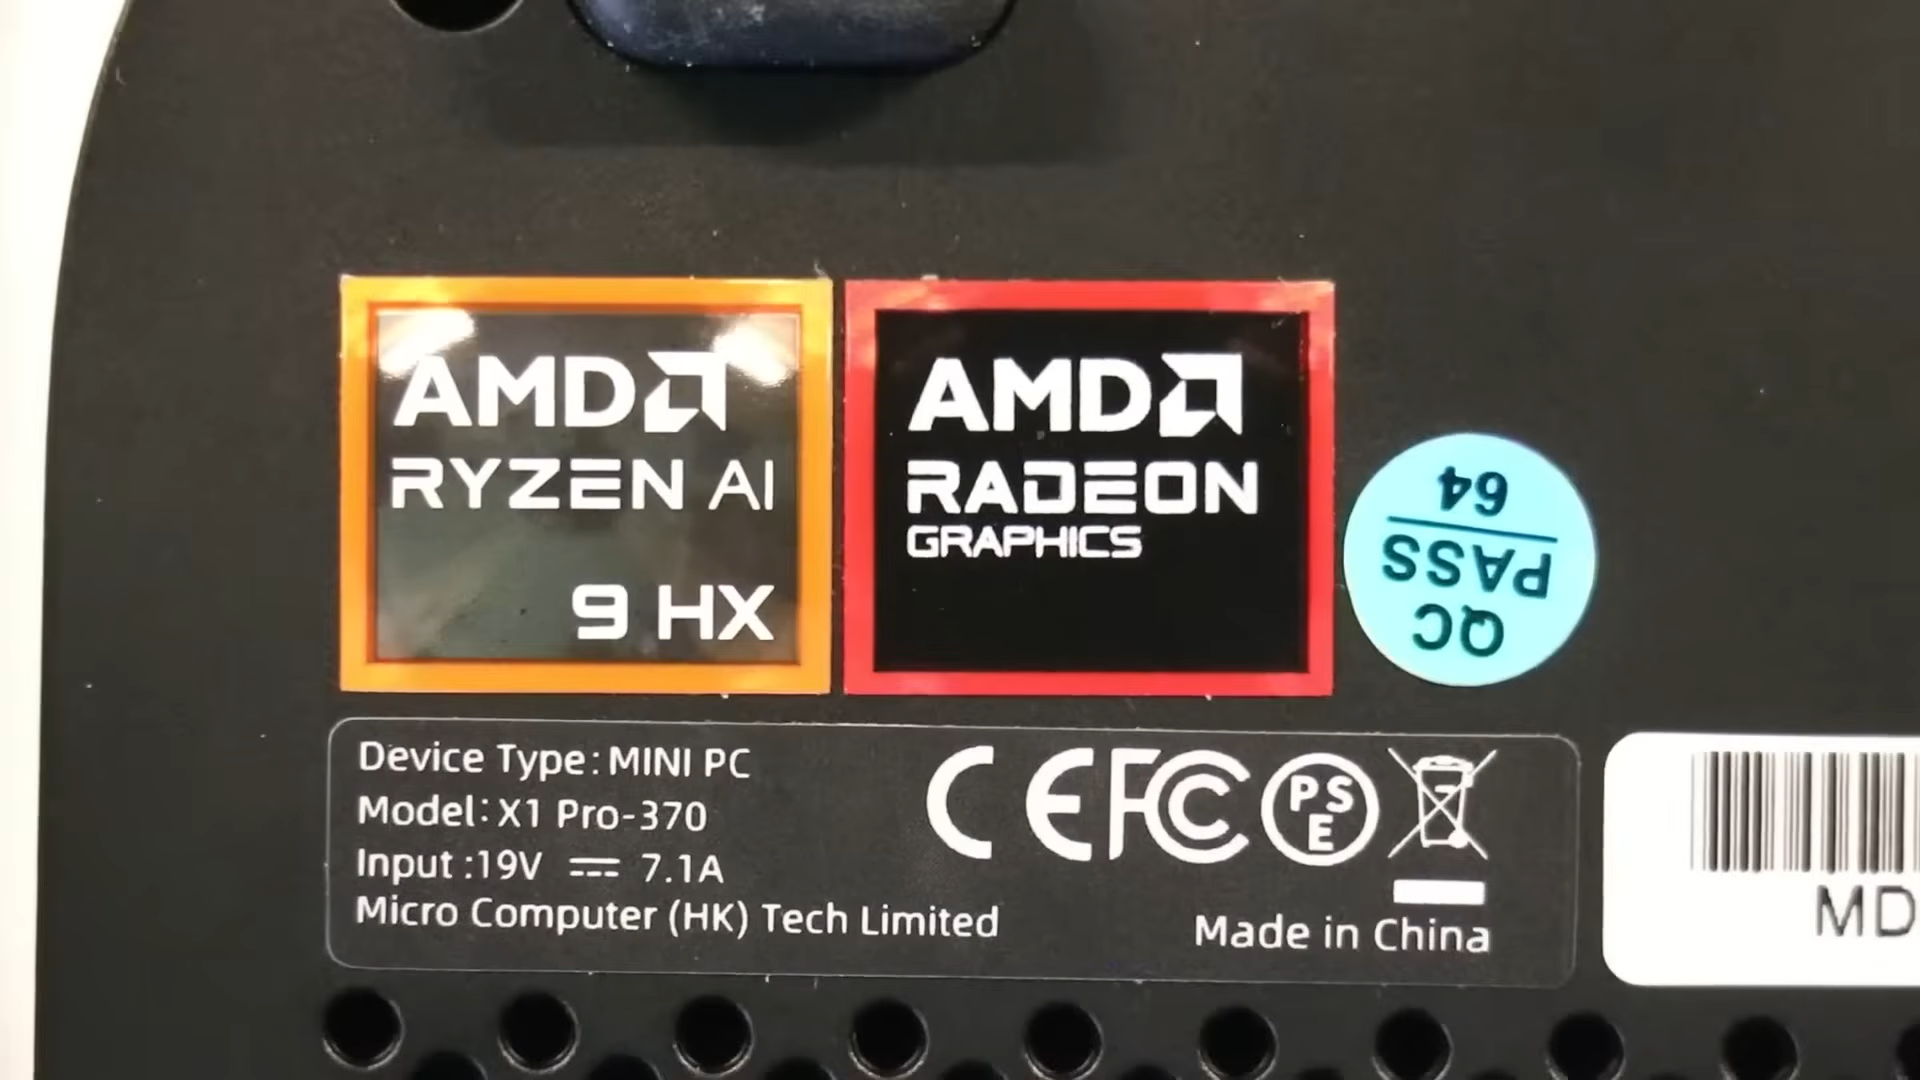 AMD
RYZEN AI
9 HX
AMD
RADEON
GRAPHICS
QC
PASS
64
Device Type: MINI PC
Model: X1 Pro-370
Input :19V ⎓ 7.1A
Micro Computer (HK) Tech Limited
CE FC
PS
E
Made in China
MD